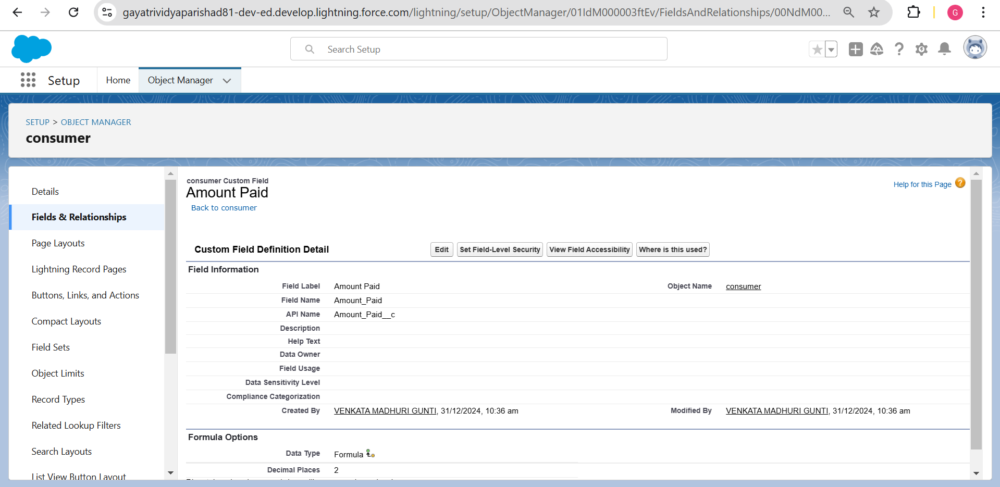 gayatrividyaparishad81-dev-ed.develop.lightning.force.com/lightning/setup/ObjectManager/01IdM000003ftEv/FieldsAndRelationships/00NdM00...
G
Search Setup
Setup
Home
Object Manager
SETUP > OBJECT MANAGER
consumer
Details
Fields & Relationships
Page Layouts
Lightning Record Pages
Buttons, Links, and Actions
Compact Layouts
Field Sets
Object Limits
Record Types
Related Lookup Filters
Search Layouts
List View Button Layout
consumer Custom Field
Amount Paid
Back to consumer
Help for this Page
Custom Field Definition Detail
Edit
Set Field-Level Security
View Field Accessibility
Where is this used?
Field Information
Field Label Amount Paid
Object Name consumer
Field Name Amount_Paid
API Name Amount_Paid__c
Description
Help Text
Data Owner
Field Usage
Data Sensitivity Level
Compliance Categorization
Created By VENKATA MADHURI GUNTI, 31/12/2024, 10:36 am
Modified By VENKATA MADHURI GUNTI, 31/12/2024, 10:36 am
Formula Options
Data Type Formula
Decimal Places 2